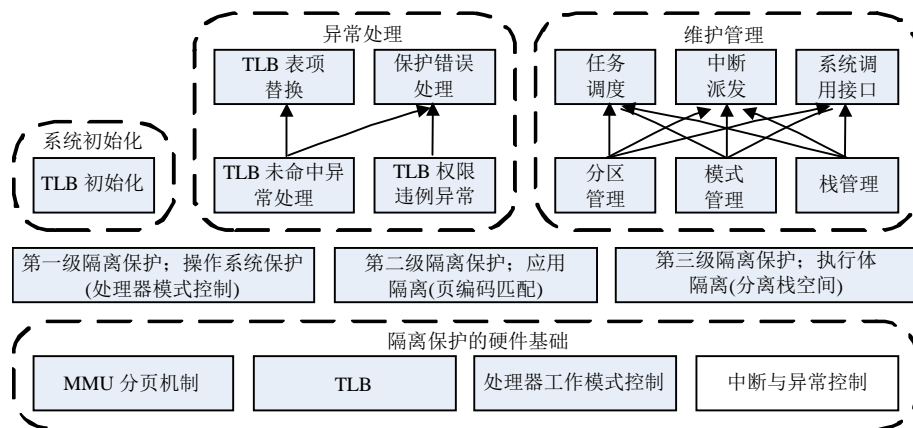 异常处理
TLB 表项
替换
保护错误
处理
维护管理
任务
调度
中断
派发
系统调
用接口
系统初始化
TLB 初始化
TLB 未命中异
常处理
TLB 权限
违例异常
分区
管理
模式
管理
栈管理
第一级隔离保护；操作系统保护
(处理器模式控制)
第二级隔离保护；应用
隔离(页编码匹配)
第三级隔离保护；执行体
隔离(分离栈空间)
隔离保护的硬件基础
MMU 分页机制
TLB
处理器工作模式控制
中断与异常控制